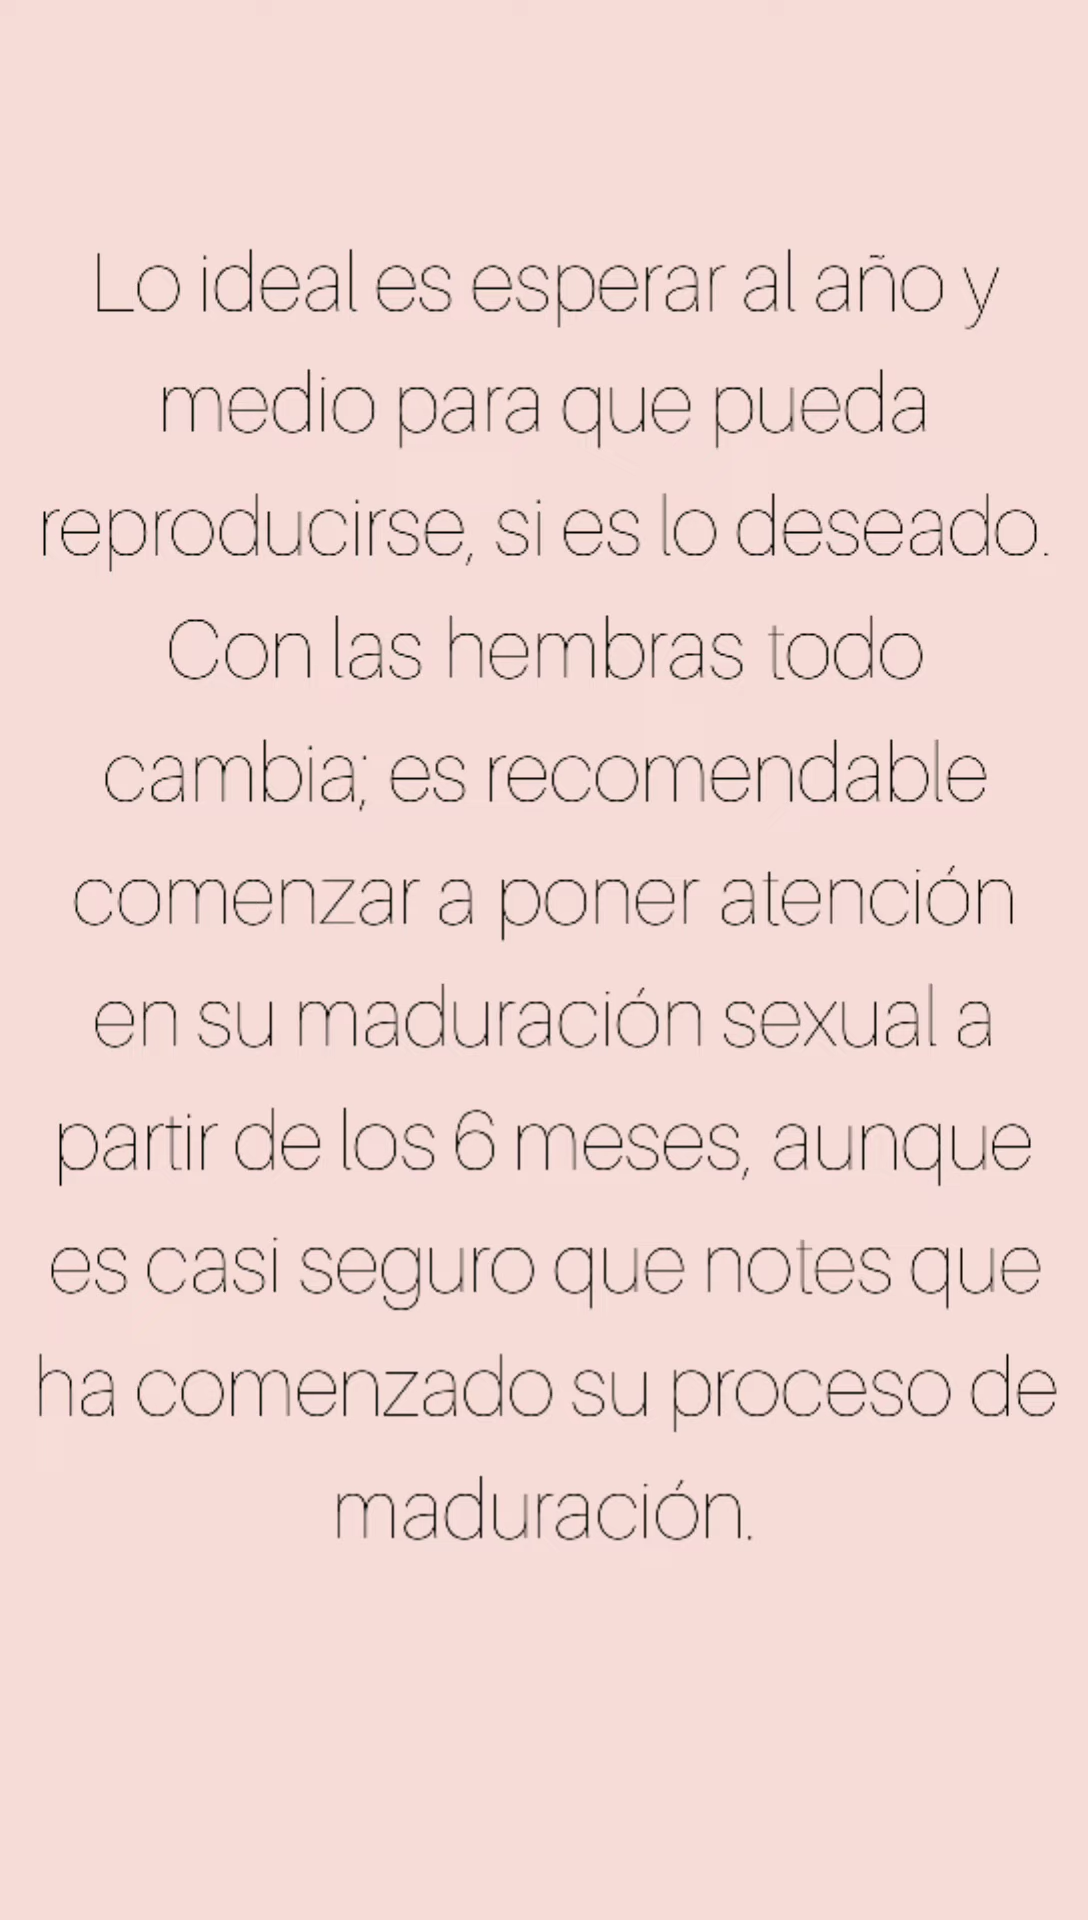 Lo ideal es esperar al año y
medio para que pueda
reproducirse, si es lo deseado.
Con las hembras todo
cambia; es recomendable
comenzar a poner atención
en su maduración sexual a
partir de los 6 meses, aunque
es casi seguro que notes que
ha comenzado su proceso de
maduración.